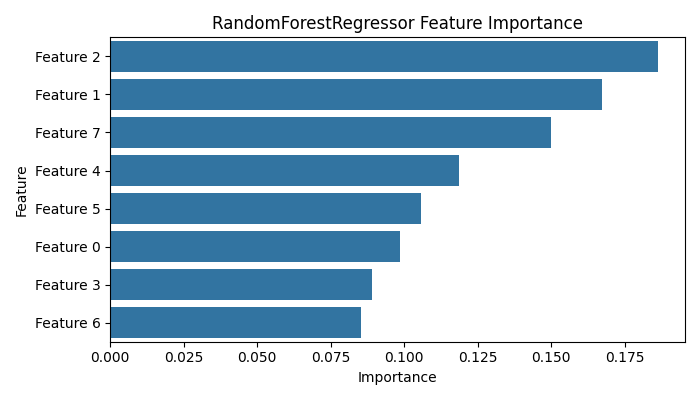 RandomForestRegressor Feature Importance
Feature 2
Feature 1
Feature 7
Feature 4
Feature 5
Feature 0
Feature 3
Feature 6
Feature
0.000 0.025 0.050 0.075 0.100 0.125 0.150 0.175
Importance